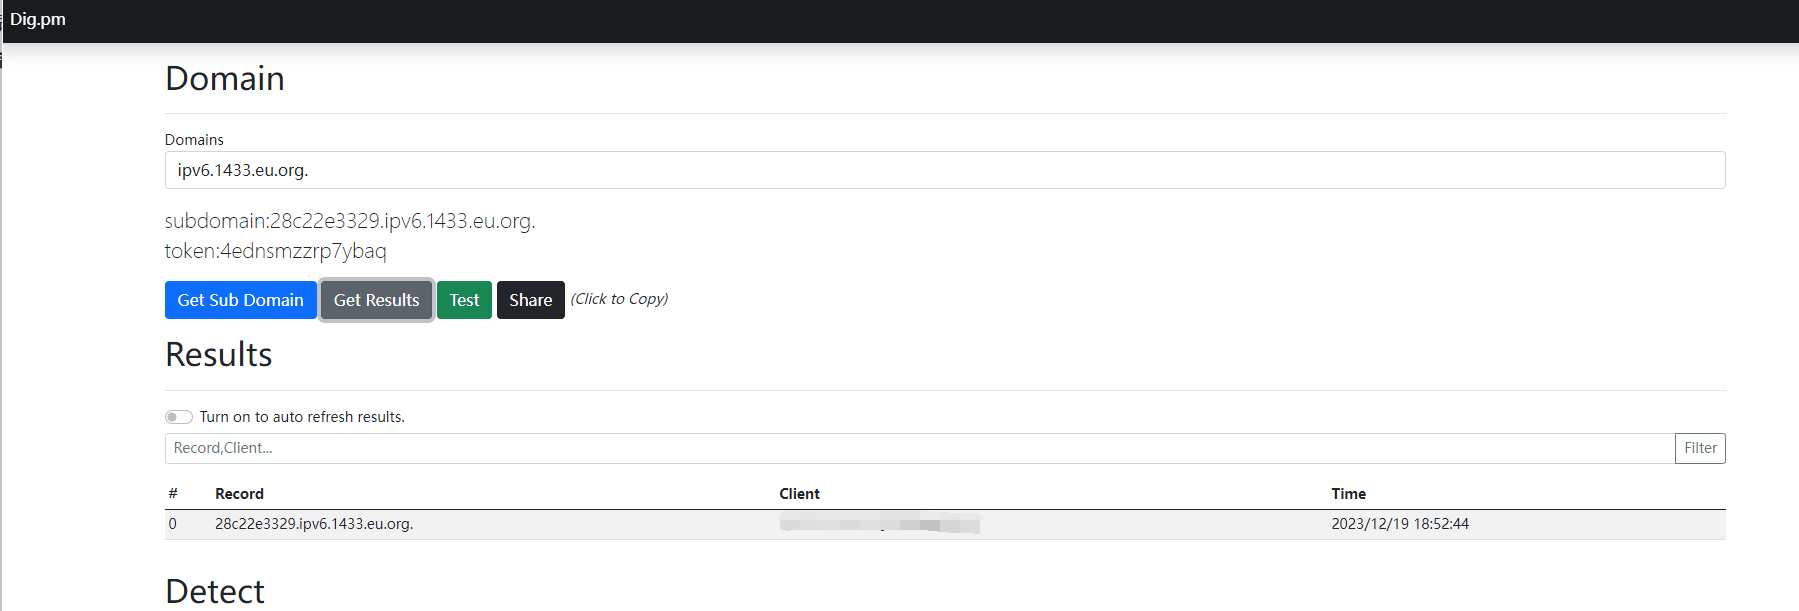 Dig.pm
Domain
Domains
ipv6.1433.eu.org.
subdomain:28c22e3329.ipv6.1433.eu.org.
token:4ednsmzzrp7ybaq
Get Sub Domain Get Results Test Share (Click to Copy)
Results
Turn on to auto refresh results.
Record,Client... Filter
# Record Client Time
0 28c22e3329.ipv6.1433.eu.org. 2023/12/19 18:52:44
Detect